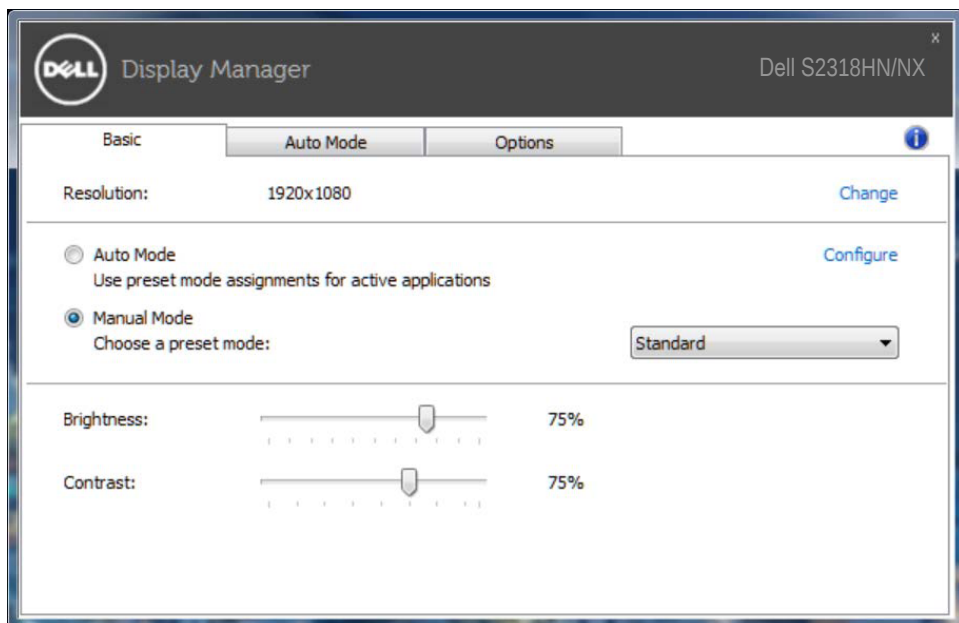 DELL Display Manager
Dell S2318HN/NX
x
Basic Auto Mode Options i
Resolution: 1920x1080 Change
Auto Mode Configure
Use preset mode assignments for active applications
Manual Mode
Choose a preset mode: Standard
Brightness: 75%
Contrast: 75%